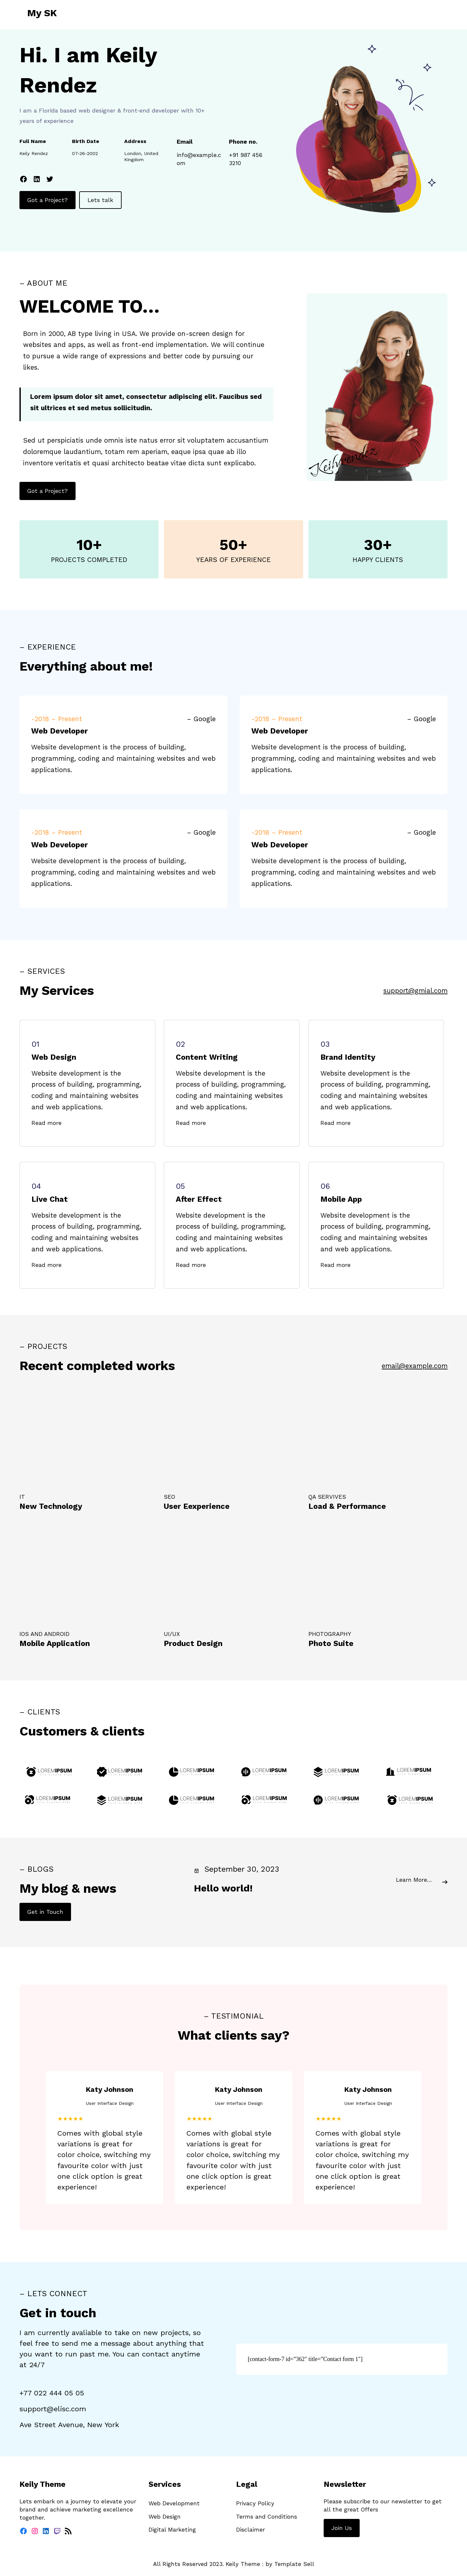 My SK
Hi. I am Keily
Rendez
I am a Florida based web designer & front-end developer with 10+
years of experience
Full Name
Birth Date
Address
Email
Phone no.
Keily Rendez
07-26-2002
London, United
Kingdom
info@example.c
om
+91 987 456
3210
Got a Project?
Lets talk
– ABOUT ME
WELCOME TO...
Born in 2000, AB type living in USA. We provide on-screen design for
websites and apps, as well as front-end implementation. We will continue
to pursue a wide range of expressions and better code by pursuing our
likes.
Lorem ipsum dolor sit amet, consectetur adipiscing elit. Faucibus sed
sit ultrices et sed metus sollicitudin.
Sed ut perspiciatis unde omnis iste natus error sit voluptatem accusantium
doloremque laudantium, totam rem aperiam, eaque ipsa quae ab illo
inventore veritatis et quasi architecto beatae vitae dicta sunt explicabo.
Got a Project?
Keily rendez
10+
PROJECTS COMPLETED
50+
YEARS OF EXPERIENCE
30+
HAPPY CLIENTS
– EXPERIENCE
Everything about me!
-2018 – Present
– Google
Web Developer
Website development is the process of building,
programming, coding and maintaining websites and web
applications.
-2018 – Present
– Google
Web Developer
Website development is the process of building,
programming, coding and maintaining websites and web
applications.
-2018 – Present
– Google
Web Developer
Website development is the process of building,
programming, coding and maintaining websites and web
applications.
-2018 – Present
– Google
Web Developer
Website development is the process of building,
programming, coding and maintaining websites and web
applications.
– SERVICES
My Services
support@gmial.com
01
Web Design
Website development is the
process of building, programming,
coding and maintaining websites
and web applications.
Read more
02
Content Writing
Website development is the
process of building, programming,
coding and maintaining websites
and web applications.
Read more
03
Brand Identity
Website development is the
process of building, programming,
coding and maintaining websites
and web applications.
Read more
04
Live Chat
Website development is the
process of building, programming,
coding and maintaining websites
and web applications.
Read more
05
After Effect
Website development is the
process of building, programming,
coding and maintaining websites
and web applications.
Read more
06
Mobile App
Website development is the
process of building, programming,
coding and maintaining websites
and web applications.
Read more
– PROJECTS
Recent completed works
email@example.com
IT
New Technology
SEO
User Eexperience
QA SERVIVES
Load & Performance
IOS AND ANDROID
Mobile Application
UI/UX
Product Design
PHOTOGRAPHY
Photo Suite
– CLIENTS
Customers & clients
LOREMIPSUM
LOREMIPSUM
LOREMIPSUM
LOREMIPSUM
LOREMIPSUM
LOREMIPSUM
LOREMIPSUM
LOREMIPSUM
LOREMIPSUM
LOREMIPSUM
LOREMIPSUM
LOREMIPSUM
– BLOGS
My blog & news
Get in Touch
September 30, 2023
Hello world!
Learn More... →
– TESTIMONIAL
What clients say?
Katy Johnson
User Interface Design
★★★★★
Comes with global style
variations is great for
color choice, switching my
favourite color with just
one click option is great
experience!
Katy Johnson
User Interface Design
★★★★★
Comes with global style
variations is great for
color choice, switching my
favourite color with just
one click option is great
experience!
Katy Johnson
User Interface Design
★★★★★
Comes with global style
variations is great for
color choice, switching my
favourite color with just
one click option is great
experience!
– LETS CONNECT
Get in touch
I am currently avaliable to take on new projects, so
feel free to send me a message about anything that
you want to run past me. You can contact anytime
at 24/7
+77 022 444 05 05
support@elisc.com
Ave Street Avenue, New York
[contact-form-7 id="362" title="Contact form 1"]
Keily Theme
Lets embark on a journey to elevate your
brand and achieve marketing excellence
together.
Services
Web Development
Web Design
Digital Marketing
Legal
Privacy Policy
Terms and Conditions
Disclaimer
Newsletter
Please subscribe to our newsletter to get
all the great Offers
Join Us
All Rights Reserved 2023. Keily Theme | by Template Sell